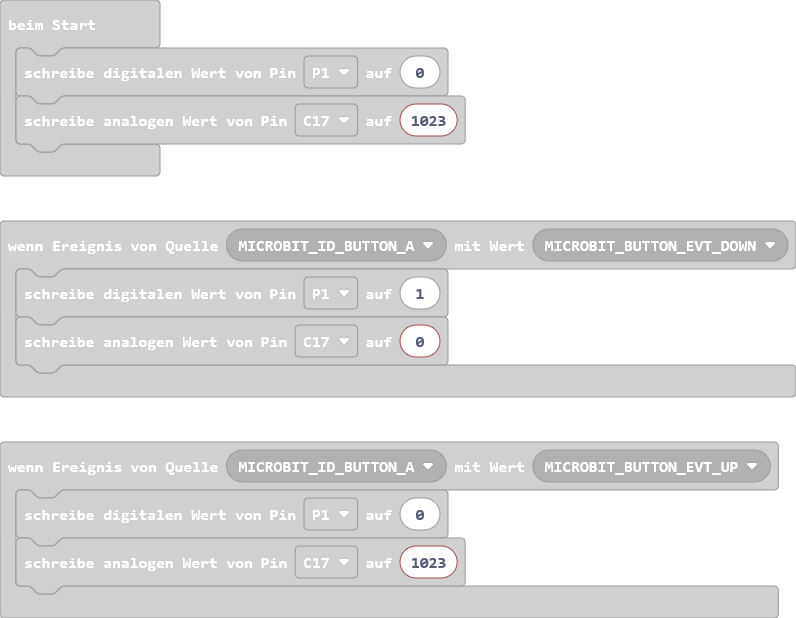 beim Start
schreibe digitalen Wert von Pin P1 auf 0
schreibe analogen Wert von Pin C17 auf 1023
wenn Ereignis von Quelle MICROBIT_ID_BUTTON_A mit Wert MICROBIT_BUTTON_EVT_DOWN
schreibe digitalen Wert von Pin P1 auf 1
schreibe analogen Wert von Pin C17 auf 0
wenn Ereignis von Quelle MICROBIT_ID_BUTTON_A mit Wert MICROBIT_BUTTON_EVT_UP
schreibe digitalen Wert von Pin P1 auf 0
schreibe analogen Wert von Pin C17 auf 1023